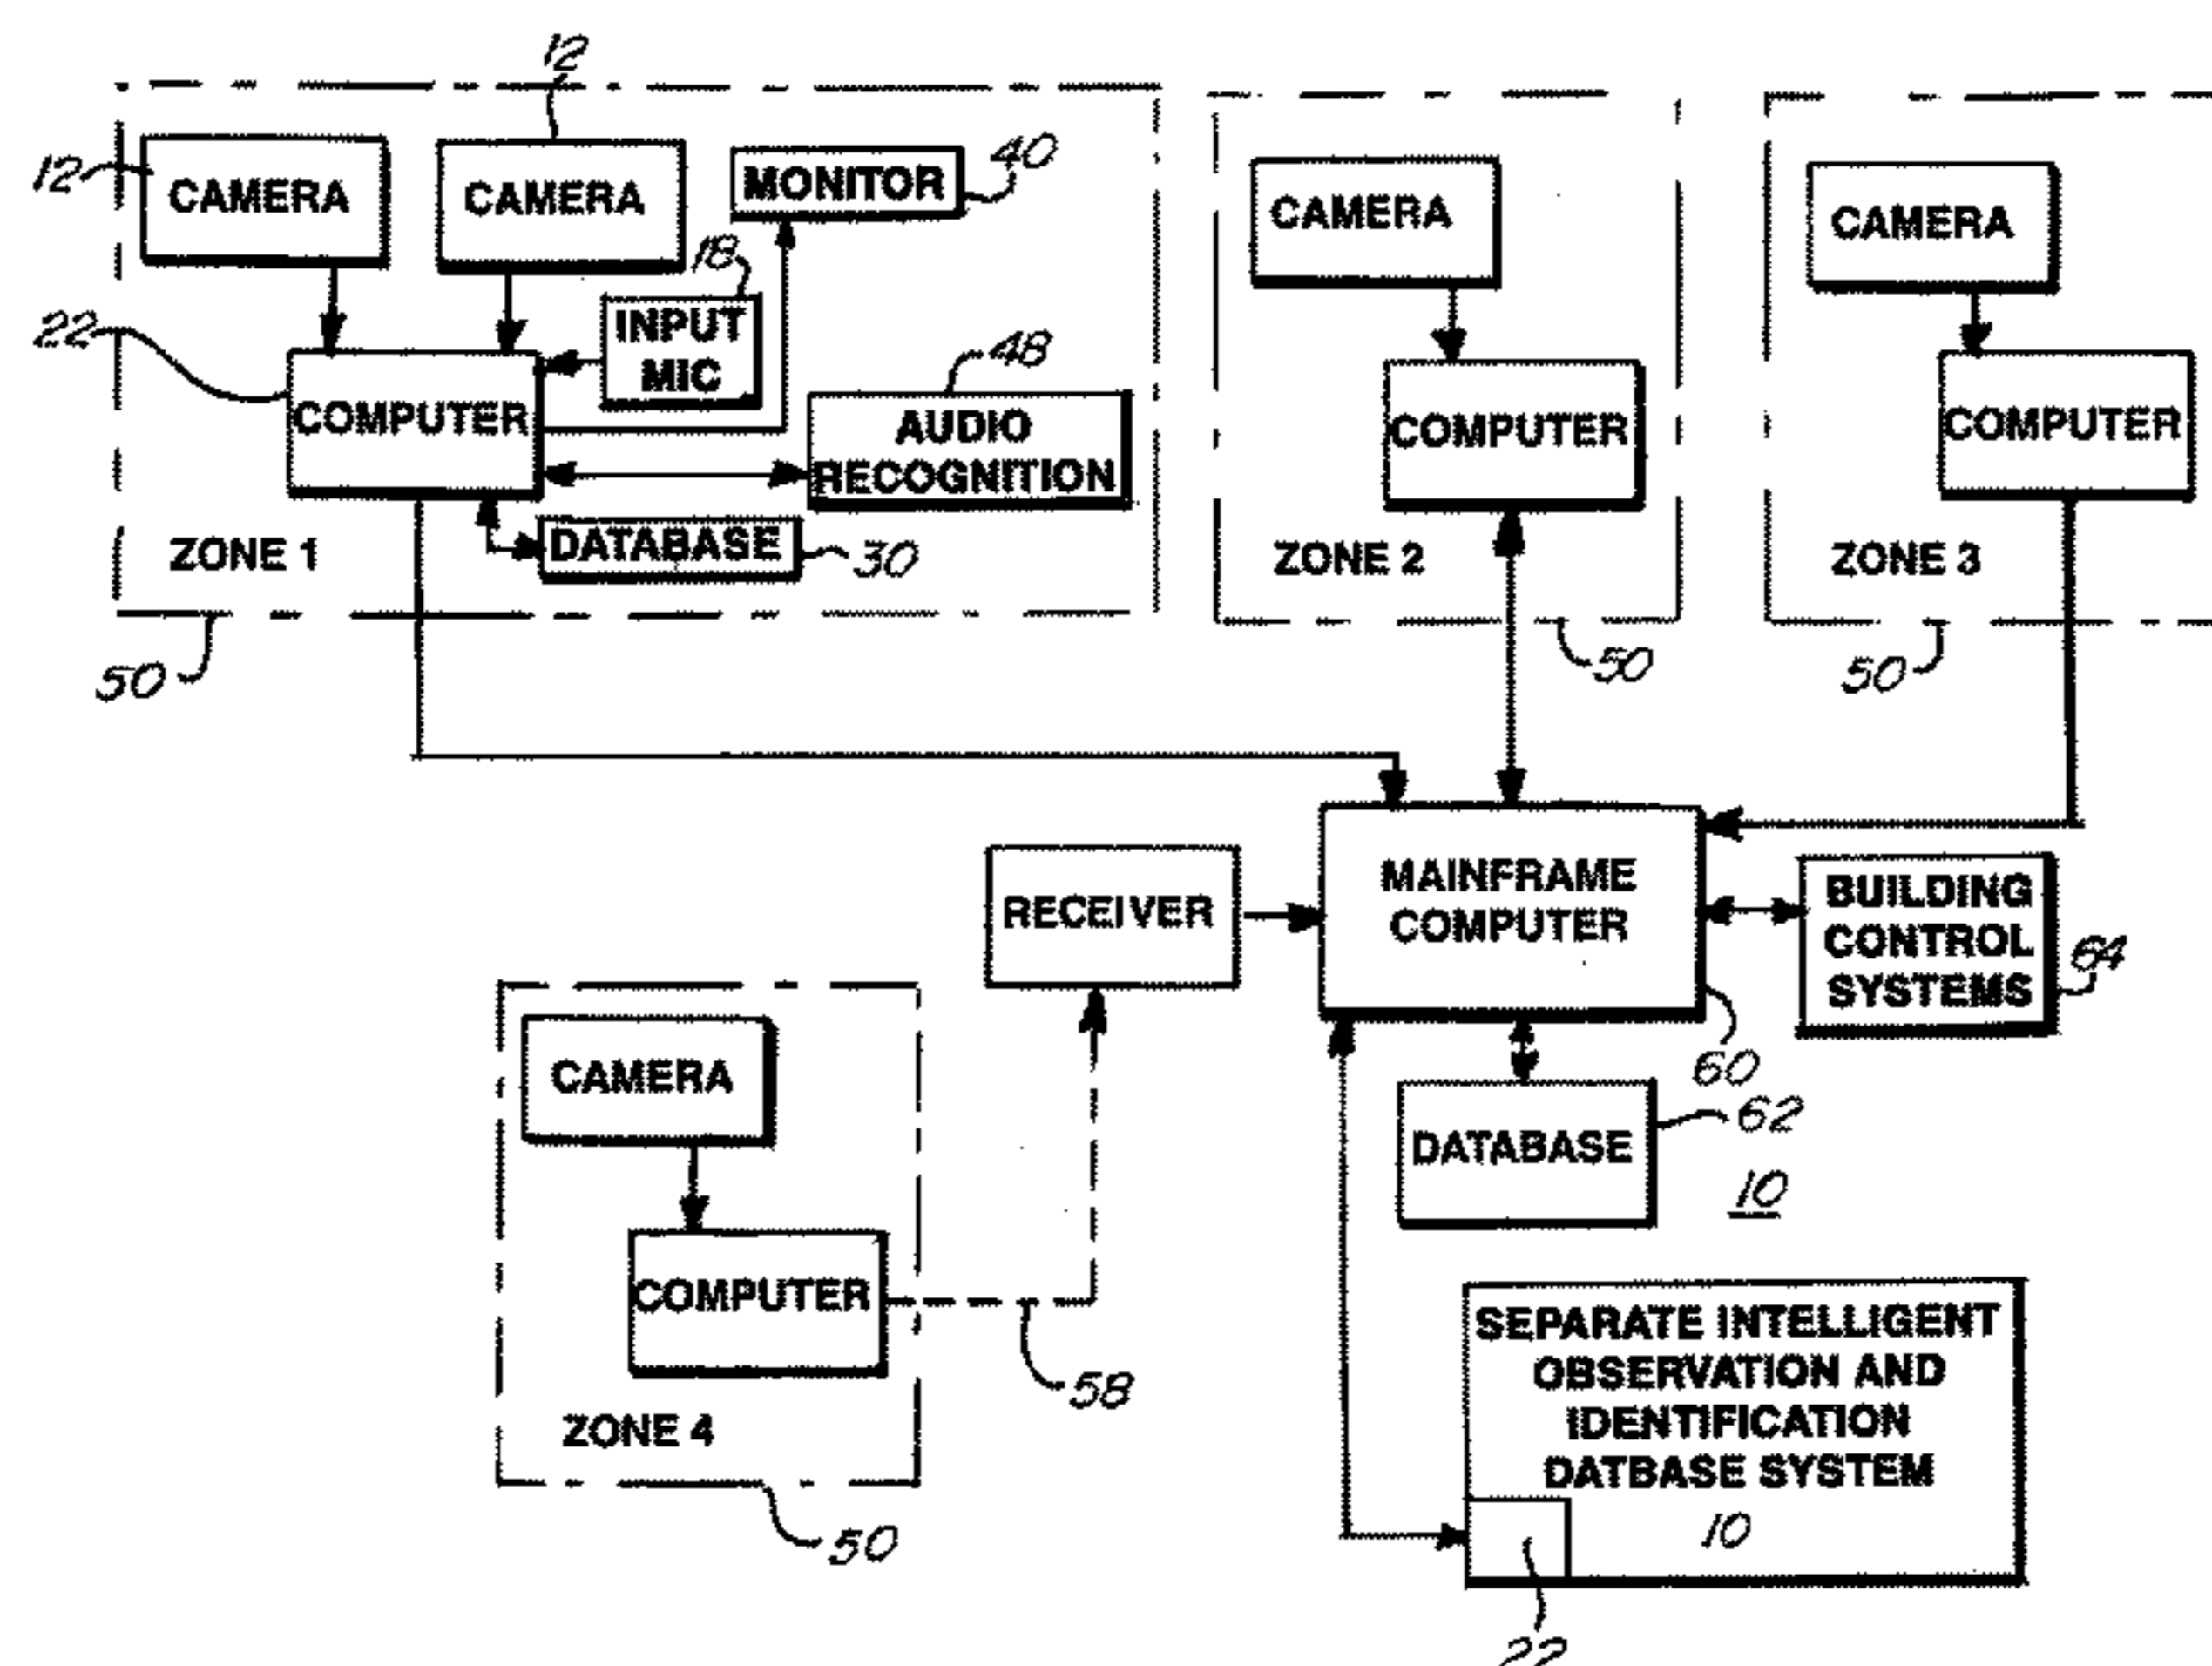 12
12
CAMERA
CAMERA
MONITOR
40
18
INPUT
MIC
22
COMPUTER
48
AUDIO
RECOGNITION
DATABASE
30
ZONE 1
50
CAMERA
COMPUTER
ZONE 2
50
CAMERA
COMPUTER
ZONE 3
50
RECEIVER
MAINFRAME
COMPUTER
60
BUILDING
CONTROL
SYSTEMS
64
DATABASE
62
10
CAMERA
COMPUTER
58
ZONE 4
50
SEPARATE INTELLIGENT
OBSERVATION AND
IDENTIFICATION
DATBASE SYSTEM
10
22